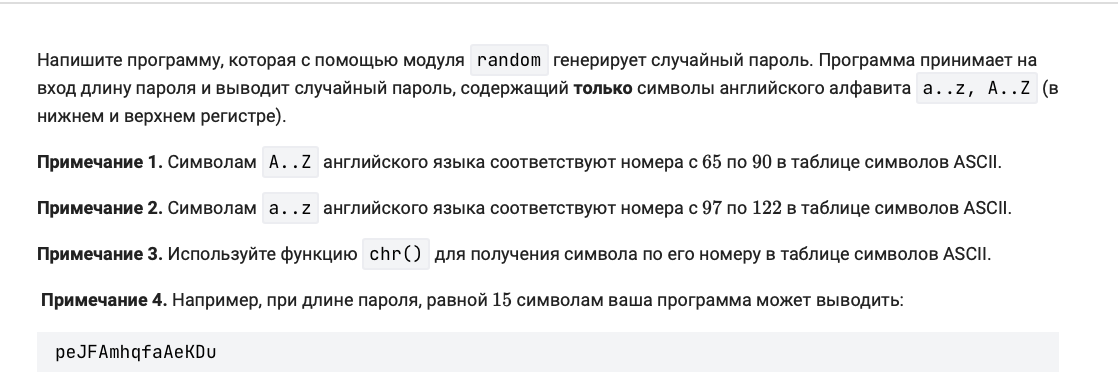 Напишите программу, которая с помощью модуля random генерирует случайный пароль. Программа принимает на
вход длину пароля и выводит случайный пароль, содержащий только символы английского алфавита a..z, A..Z (в
нижнем и верхнем регистре).
Примечание 1. Символам A..Z английского языка соответствуют номера с 65 по 90 в таблице символов ASCII.
Примечание 2. Символам a..z английского языка соответствуют номера с 97 по 122 в таблице символов ASCII.
Примечание 3. Используйте функцию chr() для получения символа по его номеру в таблице символов ASCII.
Примечание 4. Например, при длине пароля, равной 15 символам ваша программа может выводить:
peJFAmhqfaAeKDu